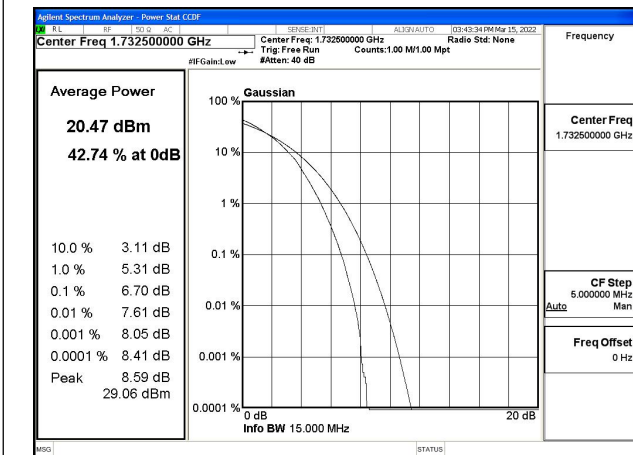 Agilent Spectrum Analyzer - Power Stat CCDF
RL RF 50 Ω AC SENSE:INT ALIGN AUTO 03:43:34 PM Mar 15, 2022
Center Freq 1.732500000 GHz
Center Freq: 1.732500000 GHz Radio Std: None
Trig: Free Run Counts:1.00 M/1.00 Mpt
#IFGain:Low #Atten: 40 dB
Frequency
Average Power
20.47 dBm
42.74 % at 0dB
10.0 % 3.11 dB
1.0 % 5.31 dB
0.1 % 6.70 dB
0.01 % 7.61 dB
0.001 % 8.05 dB
0.0001 % 8.41 dB
Peak 8.59 dB
29.06 dBm
Gaussian
100 %
10 %
1 %
0.1 %
0.01 %
0.001 %
0.0001 %
0 dB 20 dB
Info BW 15.000 MHz
Center Freq
1.732500000 GHz
CF Step
5.000000 MHz
Auto Man
Freq Offset
0 Hz
MSG STATUS